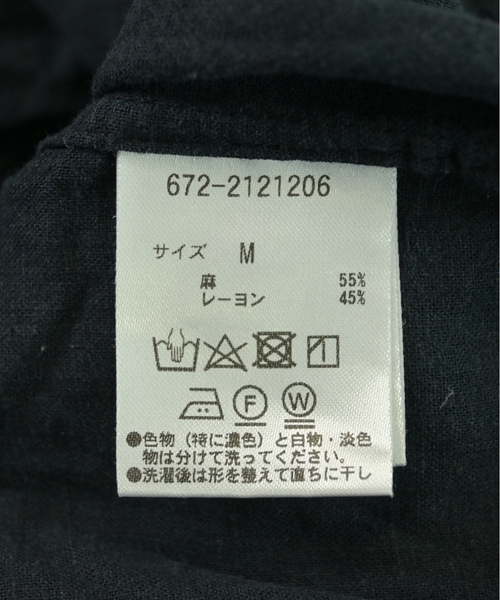 672-2121206
サイズ M
麻 55%
レーヨン 45%
F W
●色物（特に濃色）と白物・淡色
物は分けて洗ってください。
●洗濯後は形を整えて直ちに干し